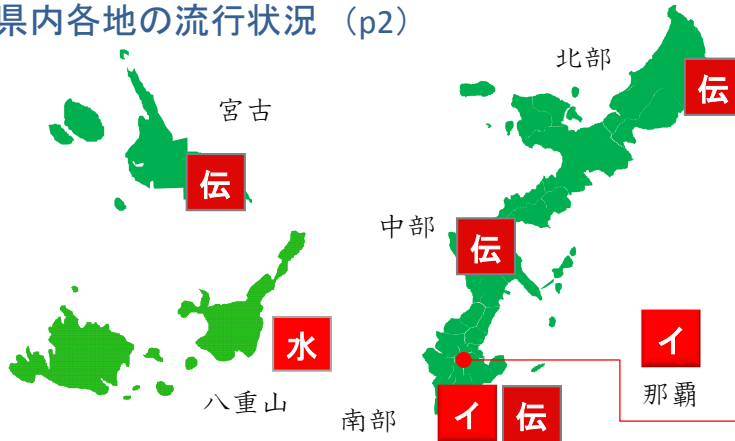 県内各地の流行状況 （p2）
北部
伝
宮古
伝
中部
伝
水
八重山
イ
那覇
南部
イ 伝